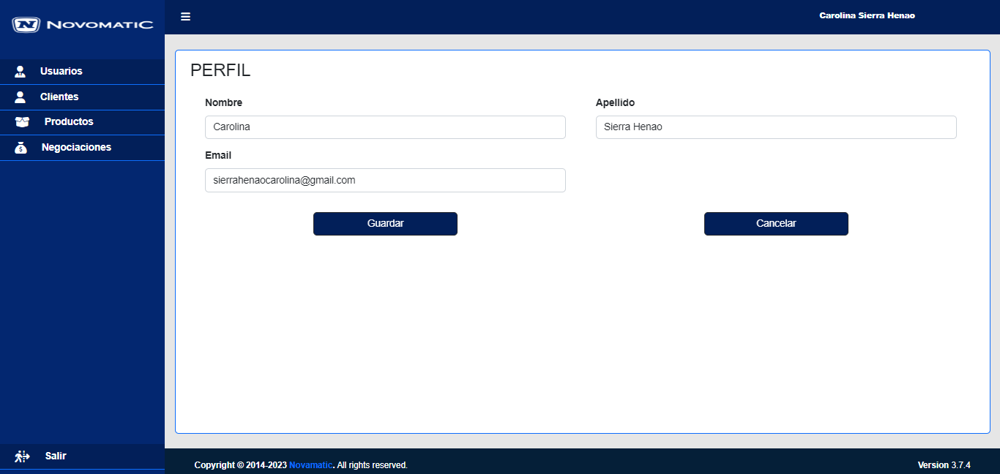 NOVOMATIC
Carolina Sierra Henao
Usuarios
Clientes
Productos
Negociaciones
Salir
PERFIL
Nombre
Apellido
Carolina
Sierra Henao
Email
sierrahenaocarolina@gmail.com
Guardar
Cancelar
Copyright © 2014-2023 Novamatic. All rights reserved.
Version 3.7.4